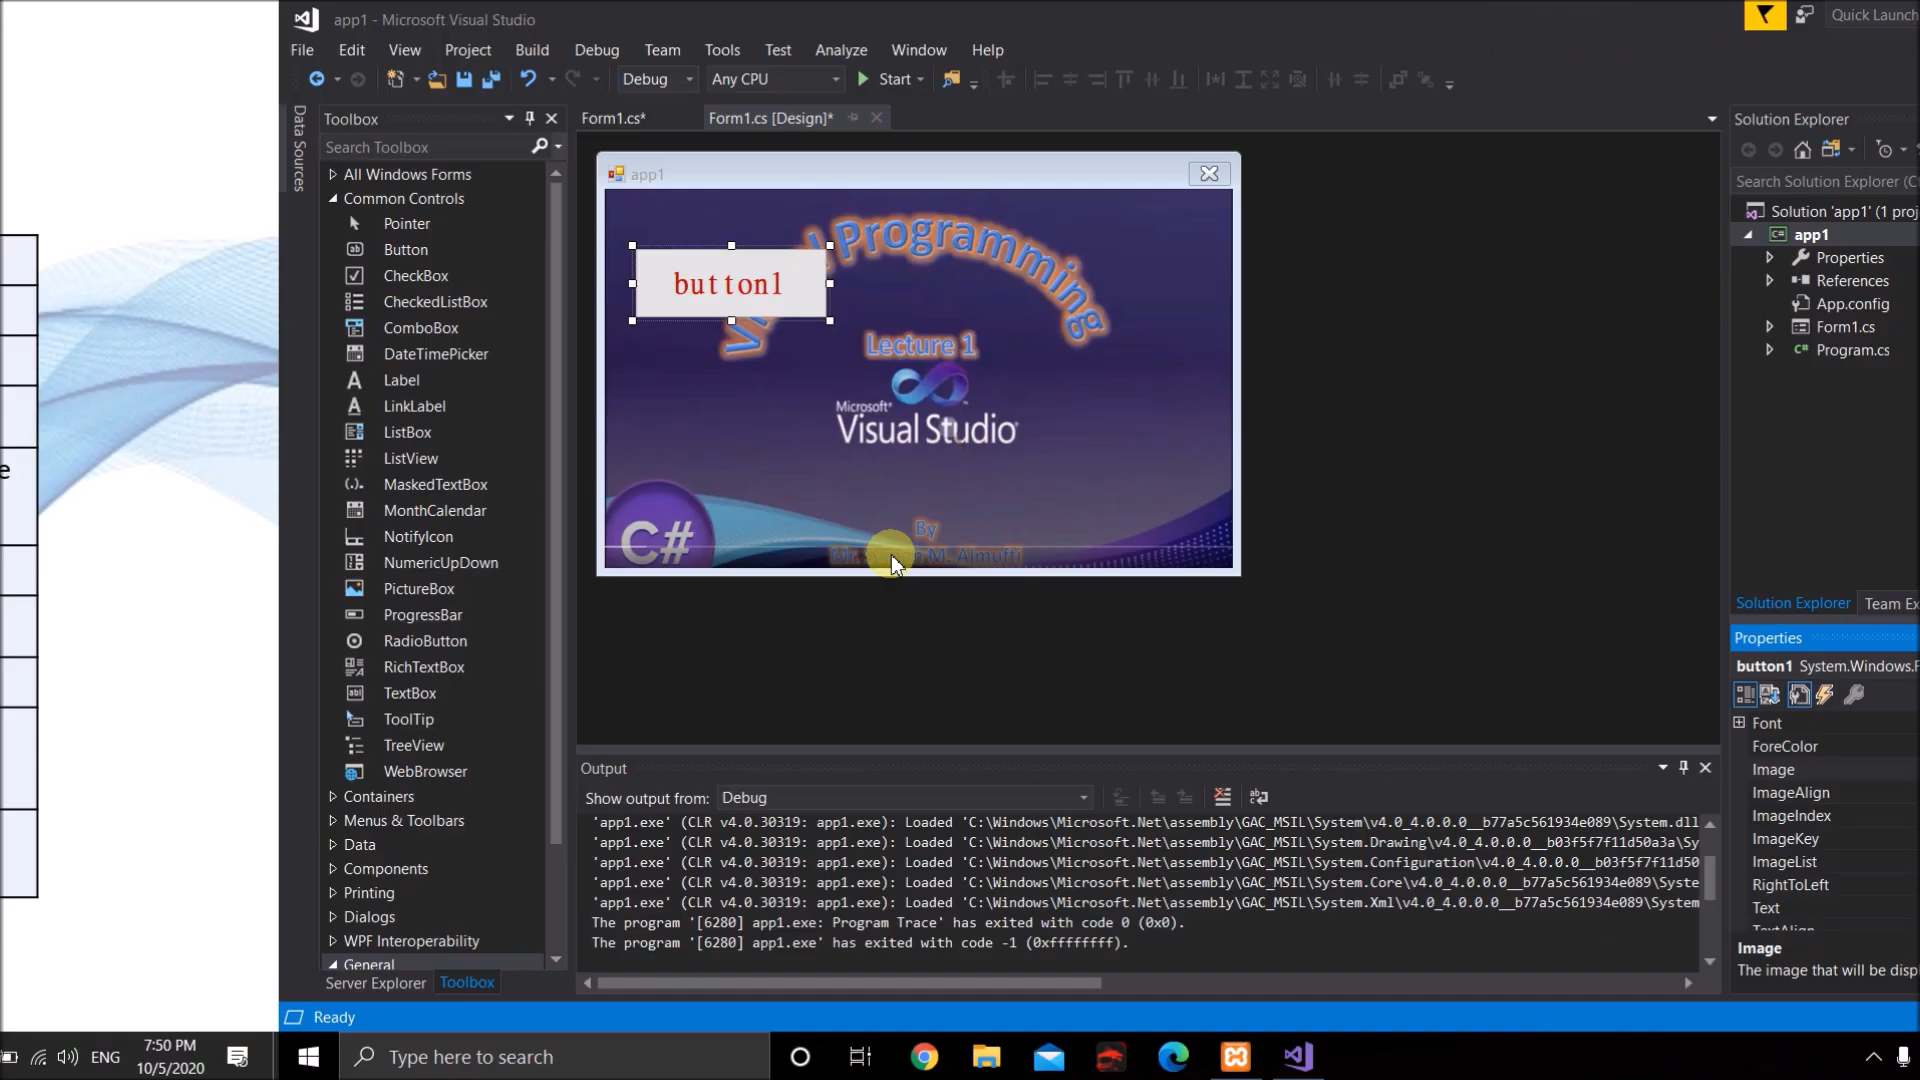 app1 - Microsoft Visual Studio
Quick Launch
File Edit View Project Build Debug Team Tools Test Analyze Window Help
Debug Any CPU Start
Data Sources
Toolbox
Search Toolbox
All Windows Forms
Common Controls
Pointer
Button
CheckBox
CheckedListBox
ComboBox
DateTimePicker
Label
LinkLabel
ListBox
ListView
MaskedTextBox
MonthCalendar
NotifyIcon
NumericUpDown
PictureBox
ProgressBar
RadioButton
RichTextBox
TextBox
ToolTip
TreeView
WebBrowser
Containers
Menus & Toolbars
Data
Components
Printing
Dialogs
WPF Interoperability
General
Server Explorer Toolbox
Form1.cs* Form1.cs [Design]*
app1
Programming
button1
Lecture 1
Microsoft
Visual Studio
C#
By
M. Almufti
Output
Show output from: Debug
'app1.exe' (CLR v4.0.30319: app1.exe): Loaded 'C:\Windows\Microsoft.Net\assembly\GAC_MSIL\System\v4.0_4.0.0.0__b77a5c561934e089\System.dll
'app1.exe' (CLR v4.0.30319: app1.exe): Loaded 'C:\Windows\Microsoft.Net\assembly\GAC_MSIL\System.Drawing\v4.0_4.0.0.0__b03f5f7f11d50a3a\Sy
'app1.exe' (CLR v4.0.30319: app1.exe): Loaded 'C:\Windows\Microsoft.Net\assembly\GAC_MSIL\System.Configuration\v4.0_4.0.0.0__b03f5f7f11d50
'app1.exe' (CLR v4.0.30319: app1.exe): Loaded 'C:\Windows\Microsoft.Net\assembly\GAC_MSIL\System.Core\v4.0_4.0.0.0__b77a5c561934e089\Syste
'app1.exe' (CLR v4.0.30319: app1.exe): Loaded 'C:\Windows\Microsoft.Net\assembly\GAC_MSIL\System.Xml\v4.0_4.0.0.0__b77a5c561934e089\System
The program '[6280] app1.exe: Program Trace' has exited with code 0 (0x0).
The program '[6280] app1.exe' has exited with code -1 (0xffffffff).
Solution Explorer
Search Solution Explorer (C
Solution 'app1' (1 proj
app1
Properties
References
App.config
Form1.cs
Program.cs
Solution Explorer Team Ex
Properties
button1 System.Windows.F
Font
ForeColor
Image
ImageAlign
ImageIndex
ImageKey
ImageList
RightToLeft
Text
TextAlign
Image
The image that will be disp
Ready
e
ENG
7:50 PM
10/5/2020
Type here to search